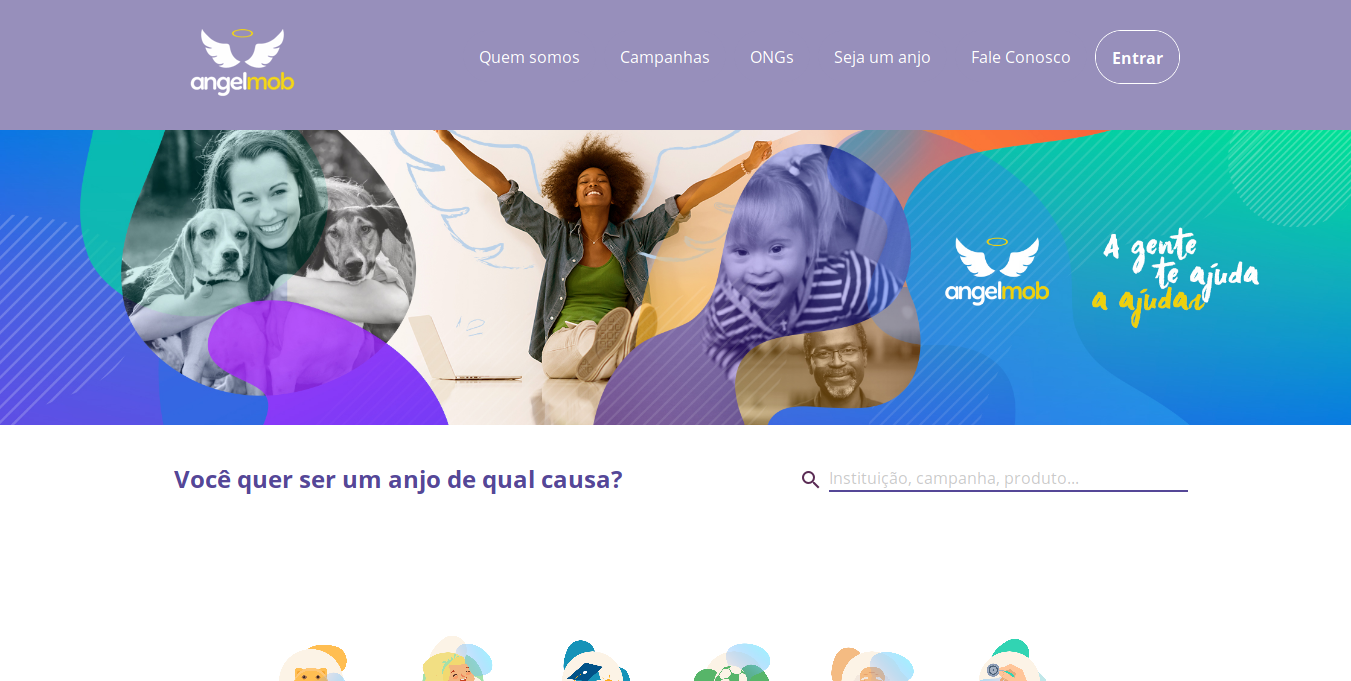 angelmob
Quem somos
Campanhas
ONGs
Seja um anjo
Fale Conosco
Entrar
angelmob
A gente
te ajuda
a ajudar
Você quer ser um anjo de qual causa?
Instituição, campanha, produto...